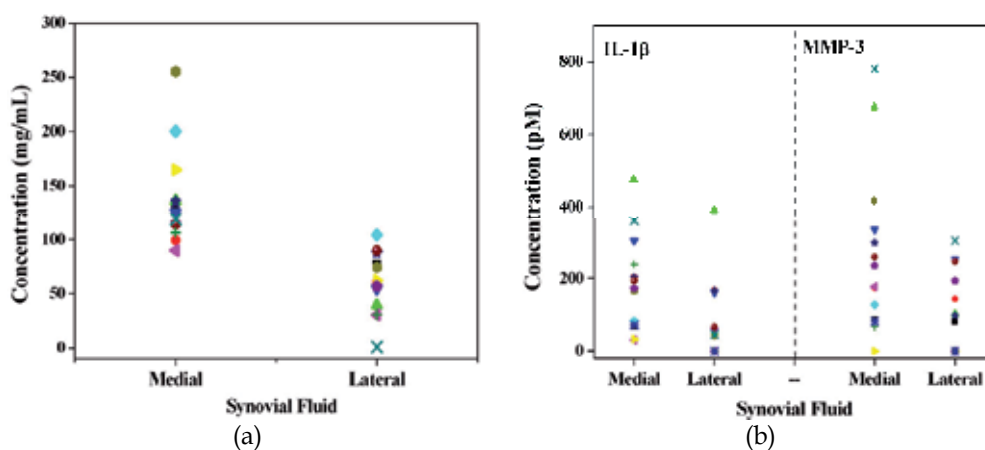 300
250
200
150
100
50
0
Concentration (mg/mL)
Medial
Lateral
Synovial Fluid
(a)
IL-1β
MMP-3
800
600
400
200
0
Concentration (pM)
Medial
Lateral
--
Medial
Lateral
Synovial Fluid
(b)